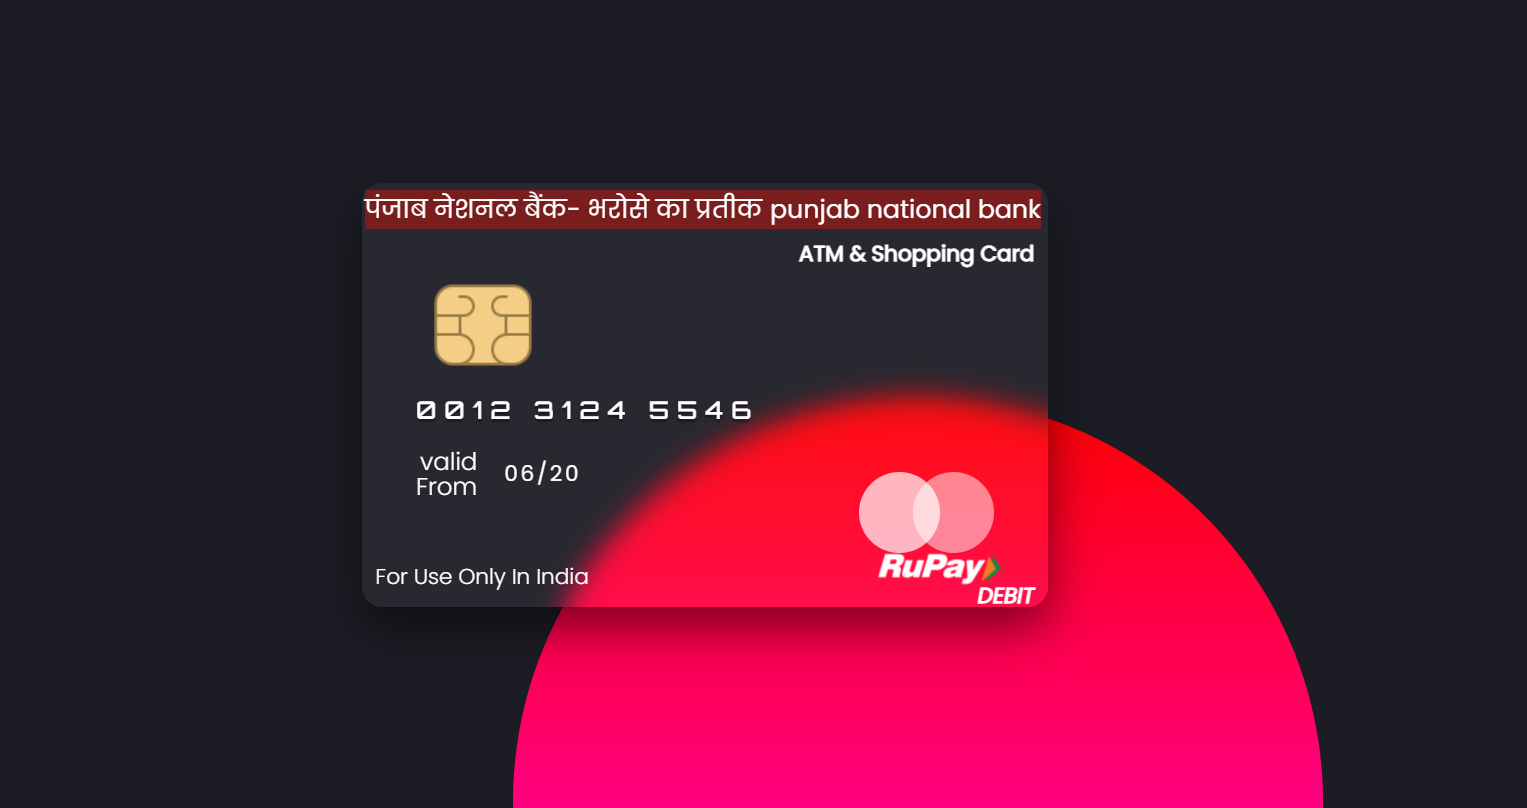 पंजाब नेशनल बैंक- भरोसे का प्रतीक punjab national bank
ATM & Shopping Card
0012 3124 5546
valid
From
06/20
For Use Only In India
RuPay
DEBIT